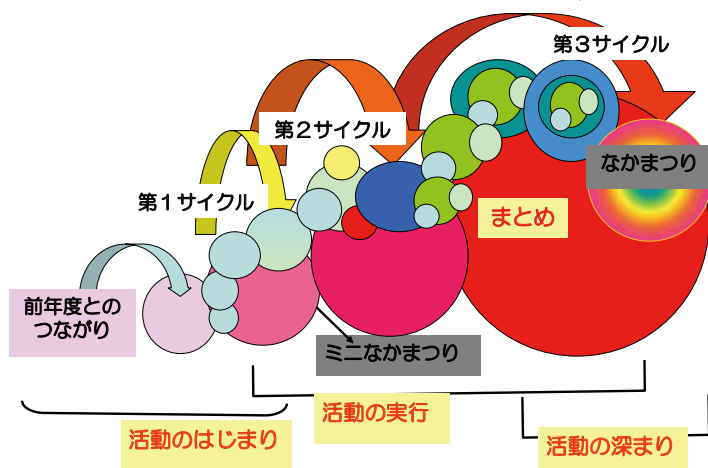 第３サイクル
第２サイクル
なかまつり
第１サイクル
まとめ
前年度との
つながり
ミニなかまつり
活動の実行
活動のはじまり
活動の深まり